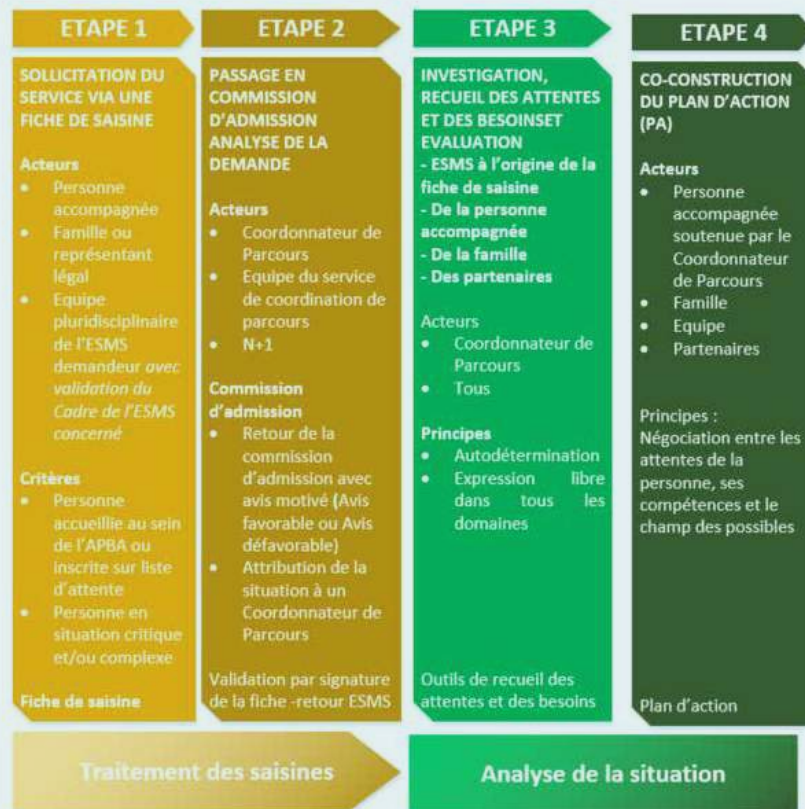 ETAPE 1
SOLLICITATION DU
SERVICE VIA UNE
FICHE DE SAISINE
Acteurs
• Personne
accompagnée
• Famille ou
représentant
légal
• Equipe
pluridisciplinaire
de l'ESMS
demandeur avec
validation du
Cadre de l'ESMS
concerné
Critères
• Personne
accueillie au sein
de l'APBA ou
inscrite sur liste
d'attente
• Personne en
situation critique
et/ou complexe
Fiche de saisine
ETAPE 2
PASSAGE EN
COMMISSION
D'ADMISSION
ANALYSE DE LA
DEMANDE
Acteurs
• Coordonnateur de
Parcours
• Equipe du service
de coordination de
parcours
• N+1
Commission
d'admission
• Retour de la
commission
d'admission avec
avis motivé (Avis
favorable ou Avis
défavorable)
• Attribution de la
situation à un
Coordonnateur de
Parcours
Validation par signature
de la fiche -retour ESMS
ETAPE 3
INVESTIGATION,
RECUEIL DES ATTENTES
ET DES BESOINSET
EVALUATION
- ESMS à l'origine de la
fiche de saisine
- De la personne
accompagnée
- De la famille
- Des partenaires
Acteurs
• Coordonnateur de
Parcours
• Tous
Principes
• Autodétermination
• Expression libre
dans tous les
domaines
Outils de recueil des
attentes et des besoins
ETAPE 4
CO-CONSTRUCTION
DU PLAN D'ACTION
(PA)
Acteurs
• Personne
accompagnée
soutenue par le
Coordonnateur
de Parcours
• Famille
• Equipe
• Partenaires
Principes :
Négociation entre les
attentes de la
personne, ses
compétences et le
champ des possibles
Plan d'action
Traitement des saisines
Analyse de la situation